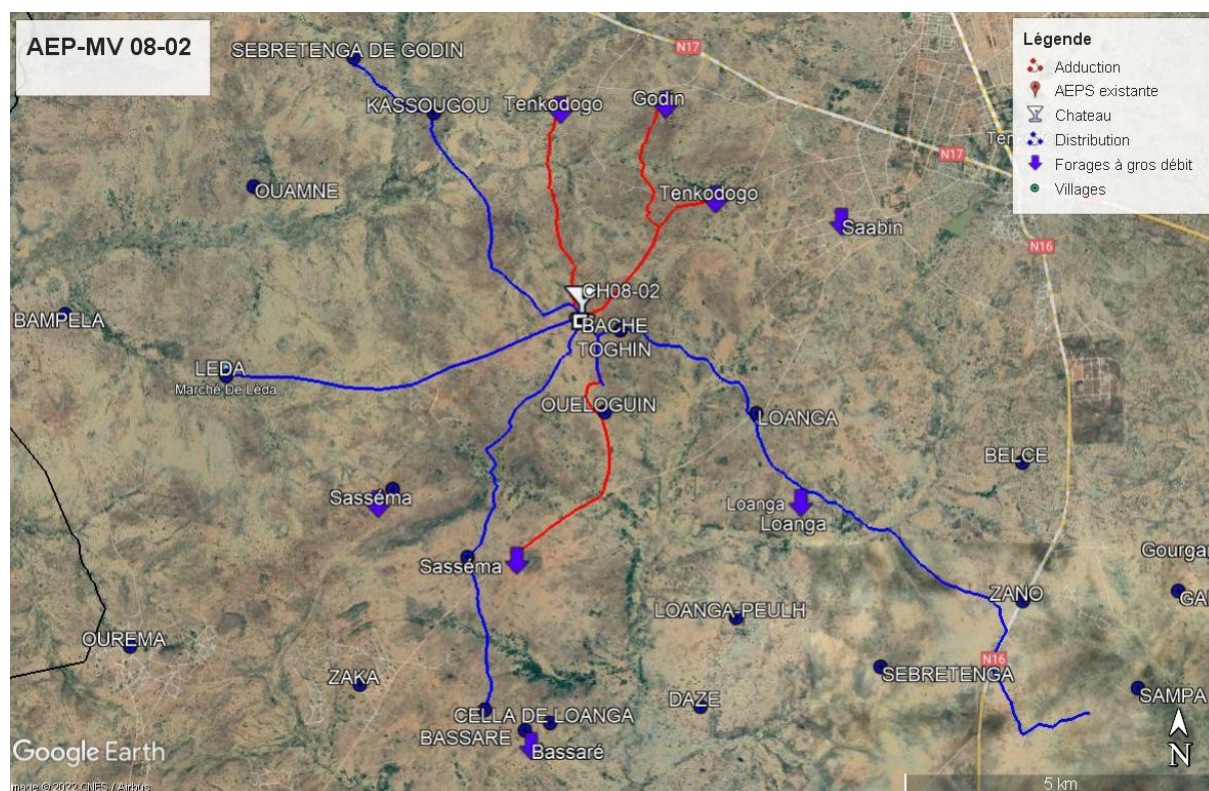 AEP-MV 08-02
SEBRETENGA DE GODIN
KASSOUGOU
Tenkodogo
Godin
N17
Légende
Adduction
AEPS existante
Chateau
Distribution
Forages à gros débit
Villages
N17
OUAMNE
Tenkodogo
Saabin
N16
CH08-02
BAMPELA
BACHE
TOGHIN
LEDA
Marché De Léda
OUELOGUIN
LOANGA
BELCE
Sasséma
Loanga
Loanga
Sasséma
Gourga
ZANO
GA
LOANGA-PEULH
OUREMA
N16
SEBRETENGA
ZAKA
DAZE
SAMPA
CELLA DE LOANGA
BASSARE
Bassaré
Google Earth
N
Image © 2022 CNES / Airbus
5 km